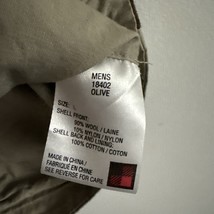 MENS
18402
OLIVE
SIZE:
SHELL FRONT:
90% WOOL / LAINE
10% NYLON / NYLON
SHELL BACK AND LINING:
100% COTTON / COTON
MADE IN CHINA /
FABRIQUÉ EN CHINE
SEE REVERSE FOR CARE